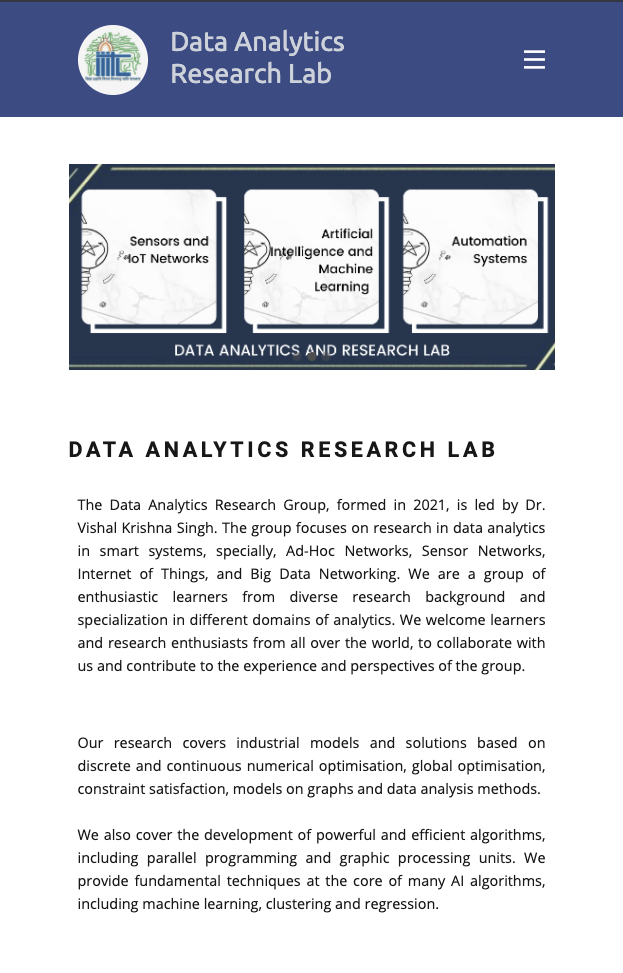 Data Analytics
Research Lab
Sensors and
IoT Networks
Artificial
Intelligence and
Machine
Learning
Automation
Systems
DATA ANALYTICS AND RESEARCH LAB
DATA ANALYTICS RESEARCH LAB
The Data Analytics Research Group, formed in 2021, is led by Dr.
Vishal Krishna Singh. The group focuses on research in data analytics
in smart systems, specially, Ad-Hoc Networks, Sensor Networks,
Internet of Things, and Big Data Networking. We are a group of
enthusiastic learners from diverse research background and
specialization in different domains of analytics. We welcome learners
and research enthusiasts from all over the world, to collaborate with
us and contribute to the experience and perspectives of the group.
Our research covers industrial models and solutions based on
discrete and continuous numerical optimisation, global optimisation,
constraint satisfaction, models on graphs and data analysis methods.
We also cover the development of powerful and efficient algorithms,
including parallel programming and graphic processing units. We
provide fundamental techniques at the core of many AI algorithms,
including machine learning, clustering and regression.